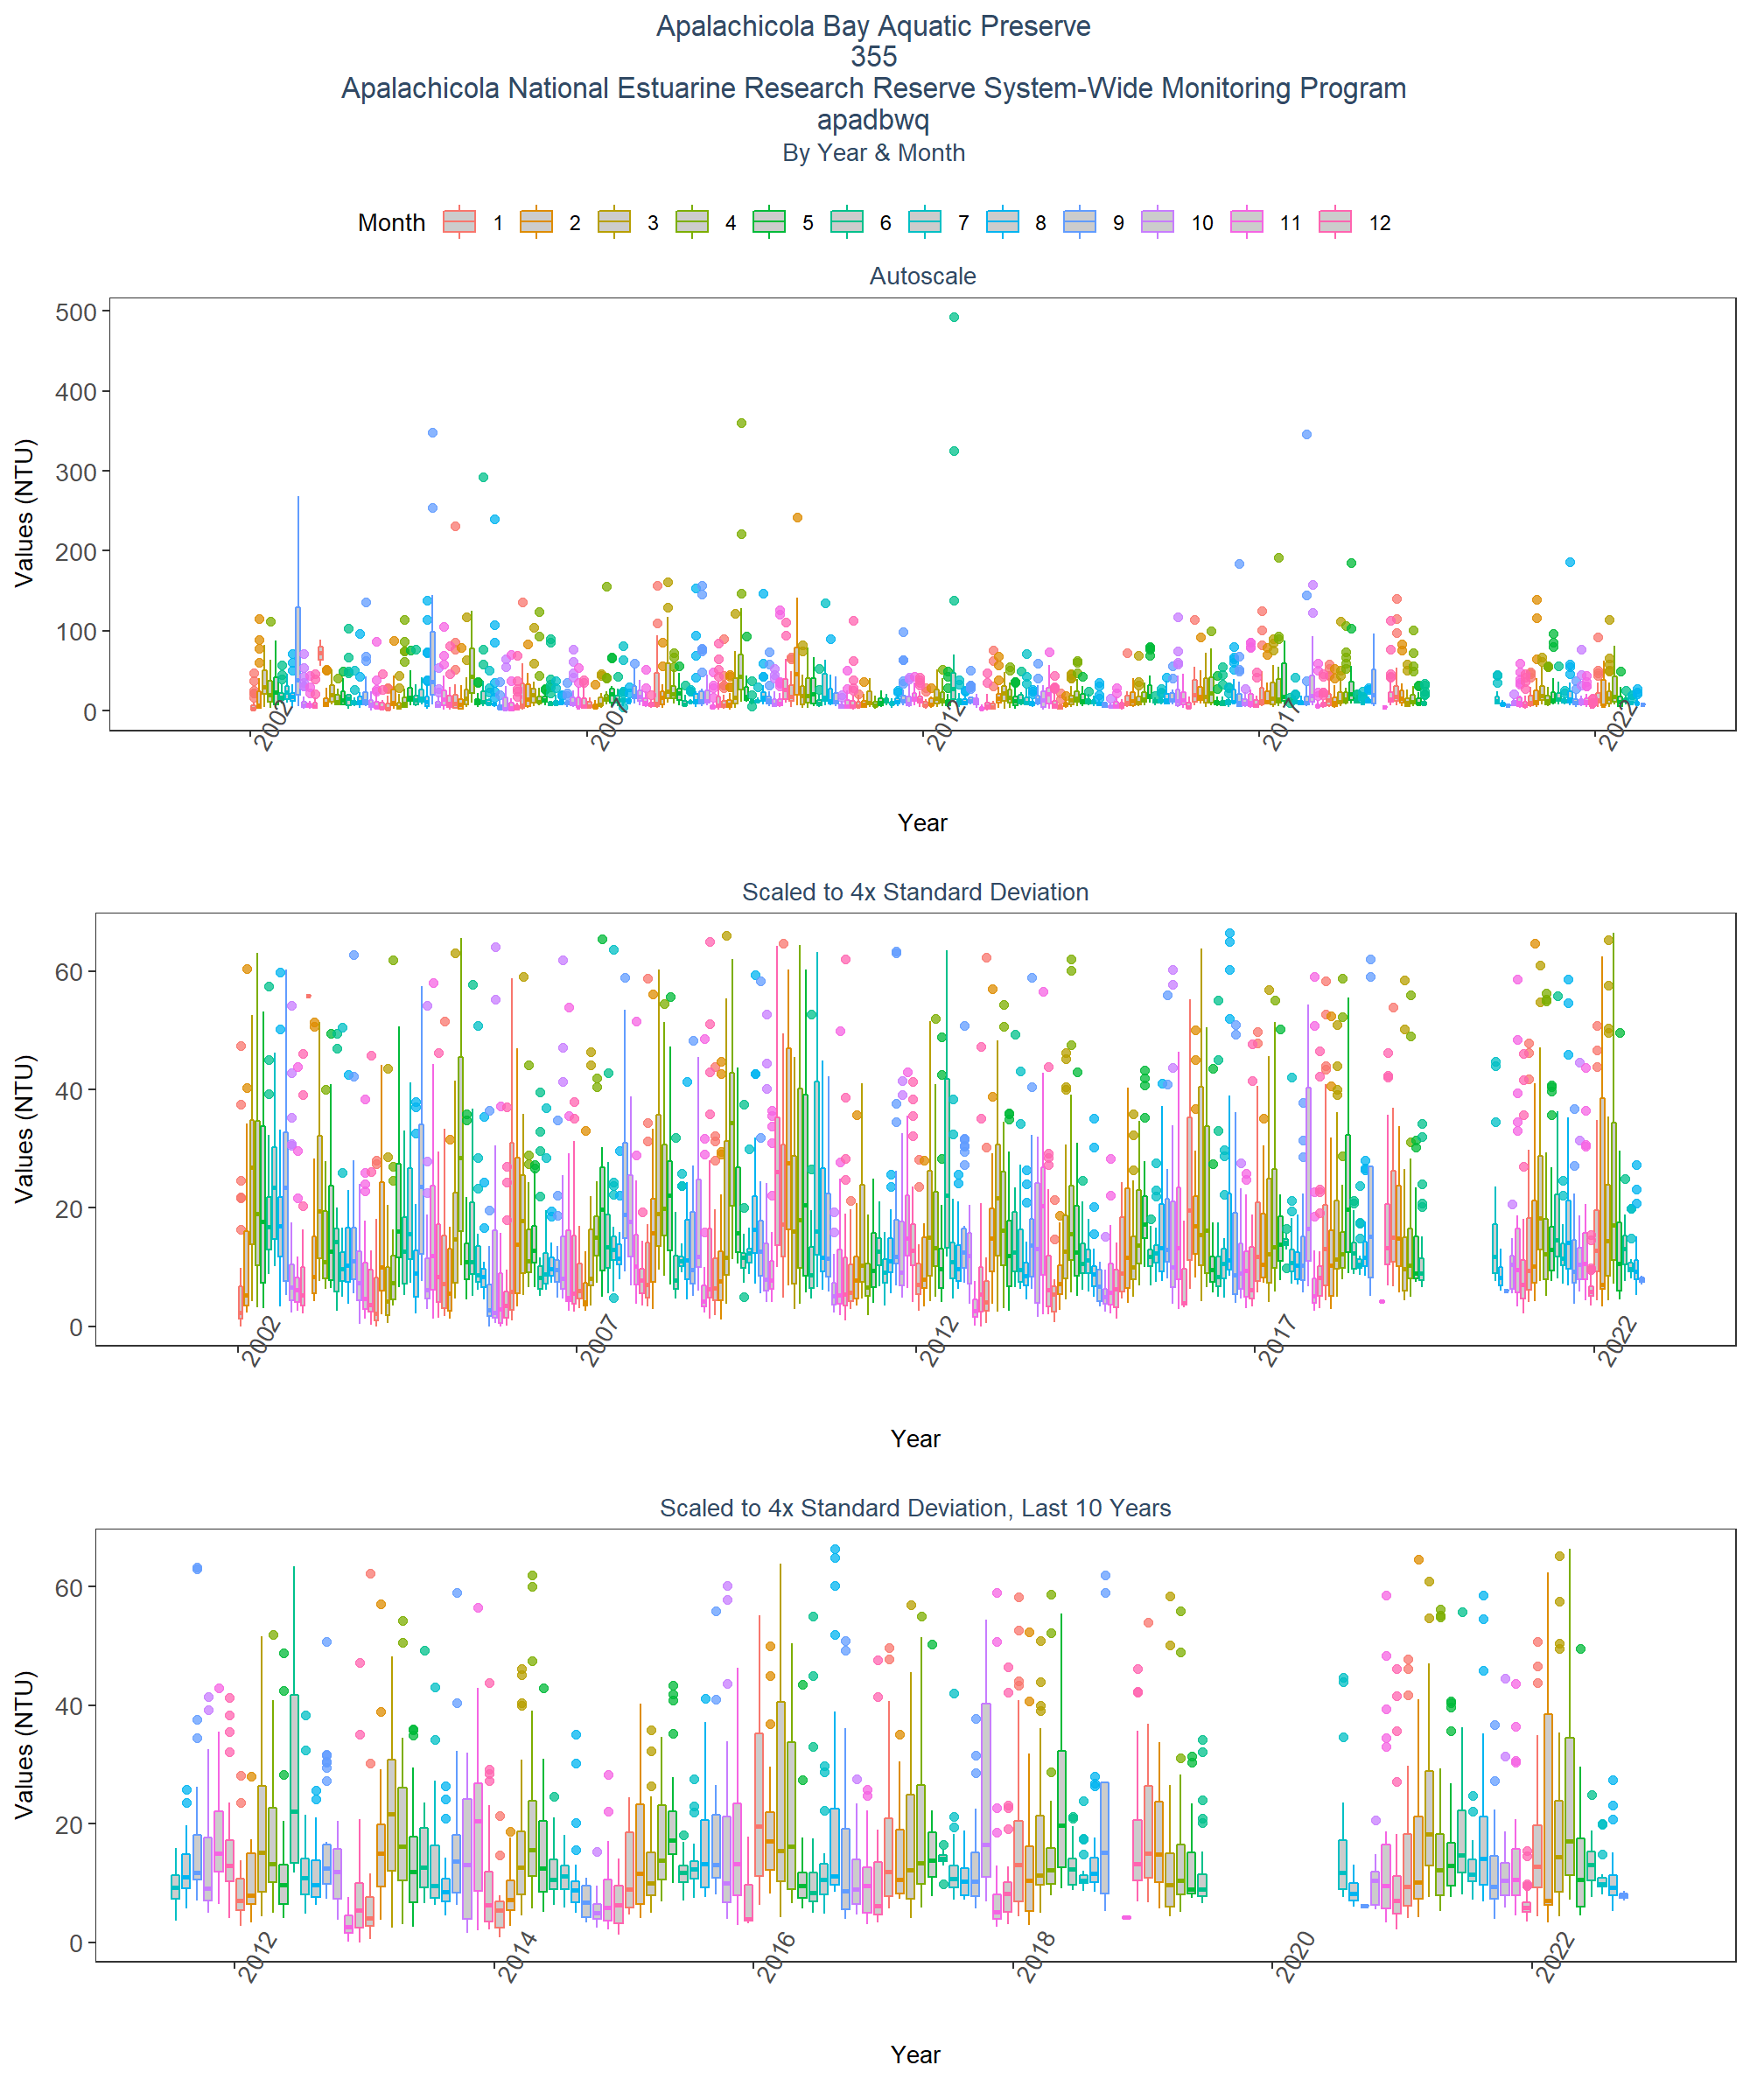 Apalachicola Bay Aquatic Preserve
355
Apalachicola National Estuarine Research Reserve System-Wide Monitoring Program
apadbwq
By Year & Month
Month 1 2 3 4 5 6 7 8 9 10 11 12
Autoscale
Values (NTU)
500
400
300
200
100
0
2002 2007 2012 2017 2022
Year
Scaled to 4x Standard Deviation
Values (NTU)
60
40
20
0
2002 2007 2012 2017 2022
Year
Scaled to 4x Standard Deviation, Last 10 Years
Values (NTU)
60
40
20
0
2012 2014 2016 2018 2020 2022
Year